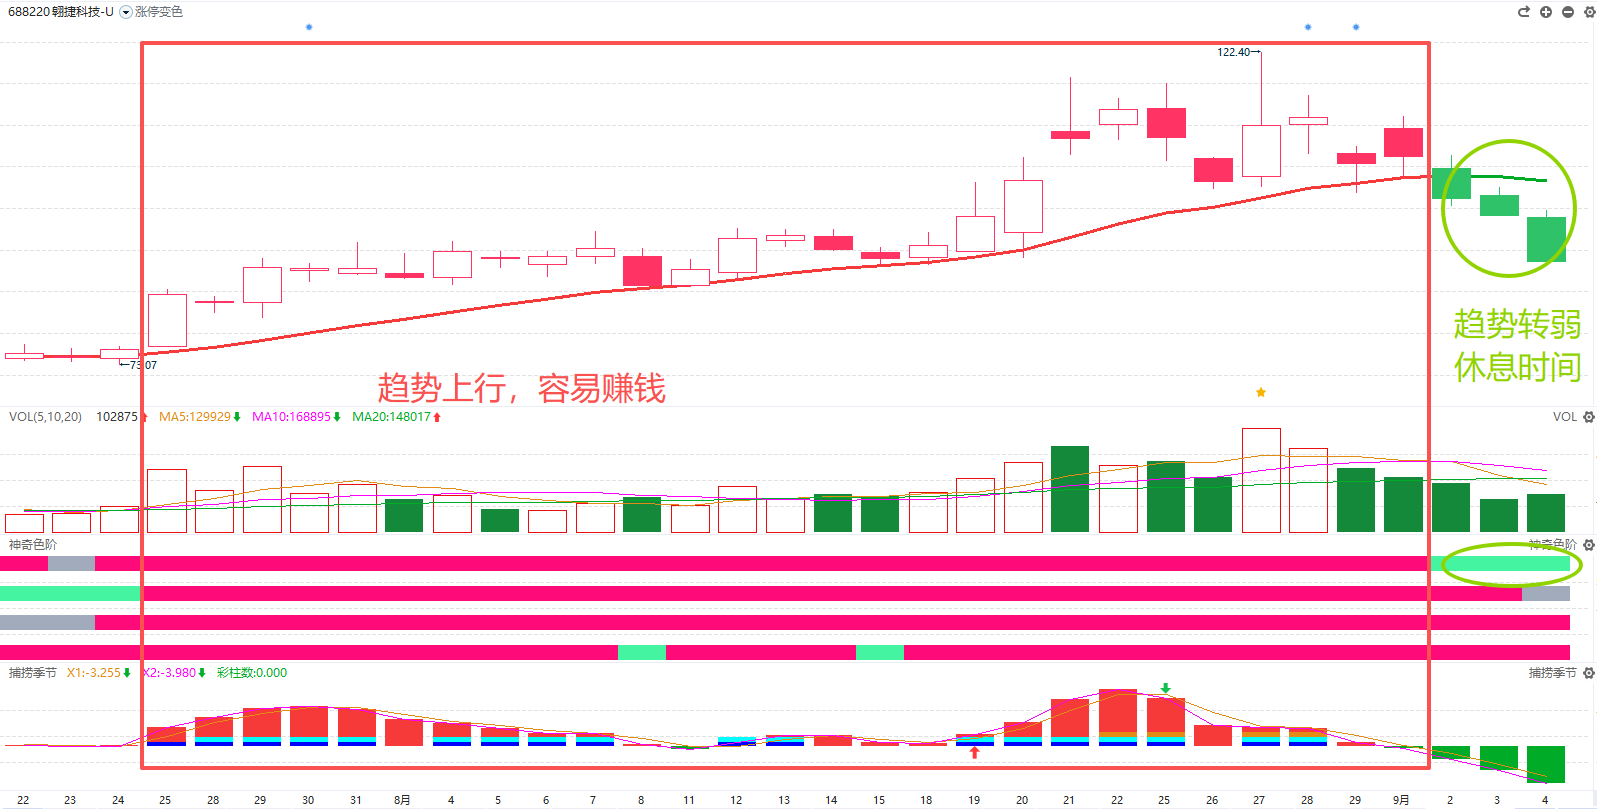 688220 翱捷科技-U 涨停变色
122.40
73.07
趋势上行，容易赚钱
趋势转弱
休息时间
VOL(5,10,20) 102875 MA5:129929 MA10:168895 MA20:148017 VOL
神奇色阶 神奇色阶
捕捞季节 X1:-3.255 X2:-3.980 彩柱数:0.000 捕捞季节
22 23 24 25 28 29 30 31 8月 4 5 6 7 8 11 12 13 14 15 18 19 20 21 22 25 26 27 28 29 9月 2 3 4